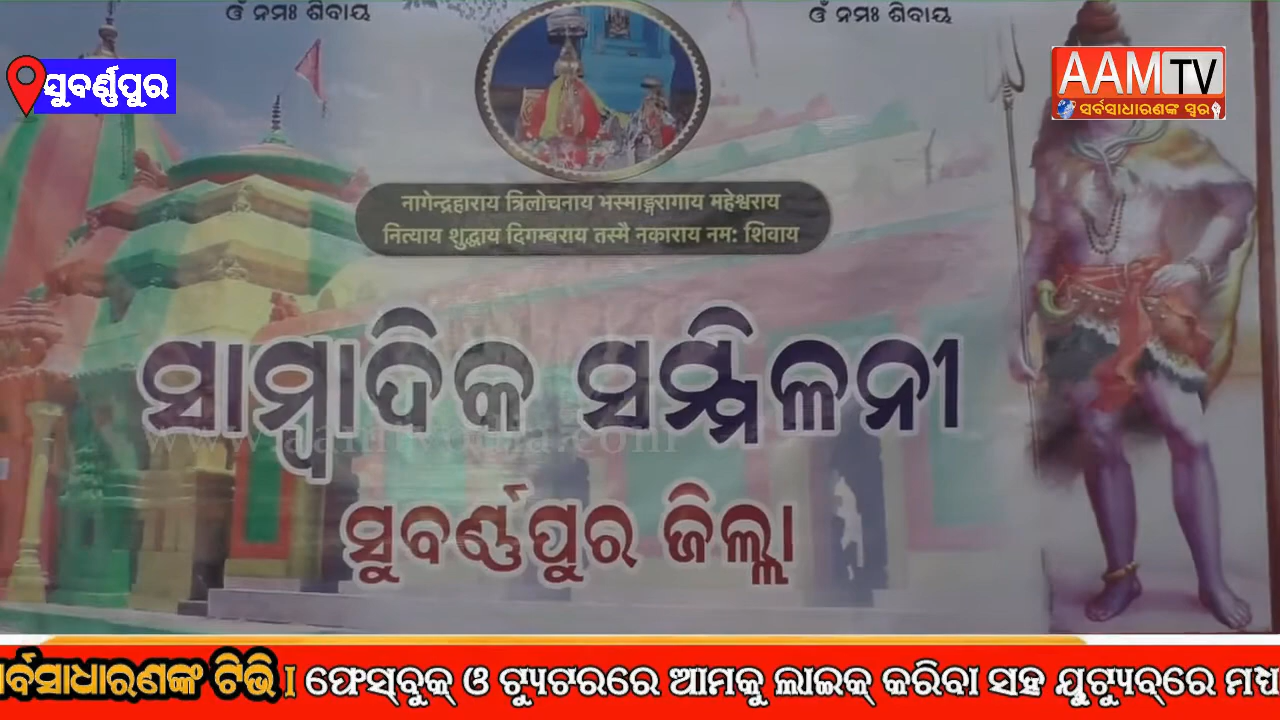 ଓଁ ନମଃ ଶିବାୟ
ଓଁ ନମଃ ଶିବାୟ
ସୁବର୍ଣ୍ଣପୁର
AAM TV
ସର୍ବସାଧାରଣଙ୍କ ସ୍ୱର
नागेन्द्रहाराय त्रिलोचनाय भस्माङ्गरागाय महेश्वराय
नित्याय शुद्धाय दिगम्बराय तस्मै नकाराय नम: शिवाय
ସାମ୍ବାଦିକ ସମ୍ମିଳନୀ
ସୁବର୍ଣ୍ଣପୁର ଜିଲ୍ଲା
ର୍ବସାଧାରଣଙ୍କ ଟିଭି I ଫେସ୍‌ବୁକ୍ ଓ ଟ୍ୟୁଟରରେ ଆମକୁ ଲାଇକ୍ କରିବା ସହ ଯୁଟ୍ୟୁବ୍‌ରେ ମଧ୍ୟ